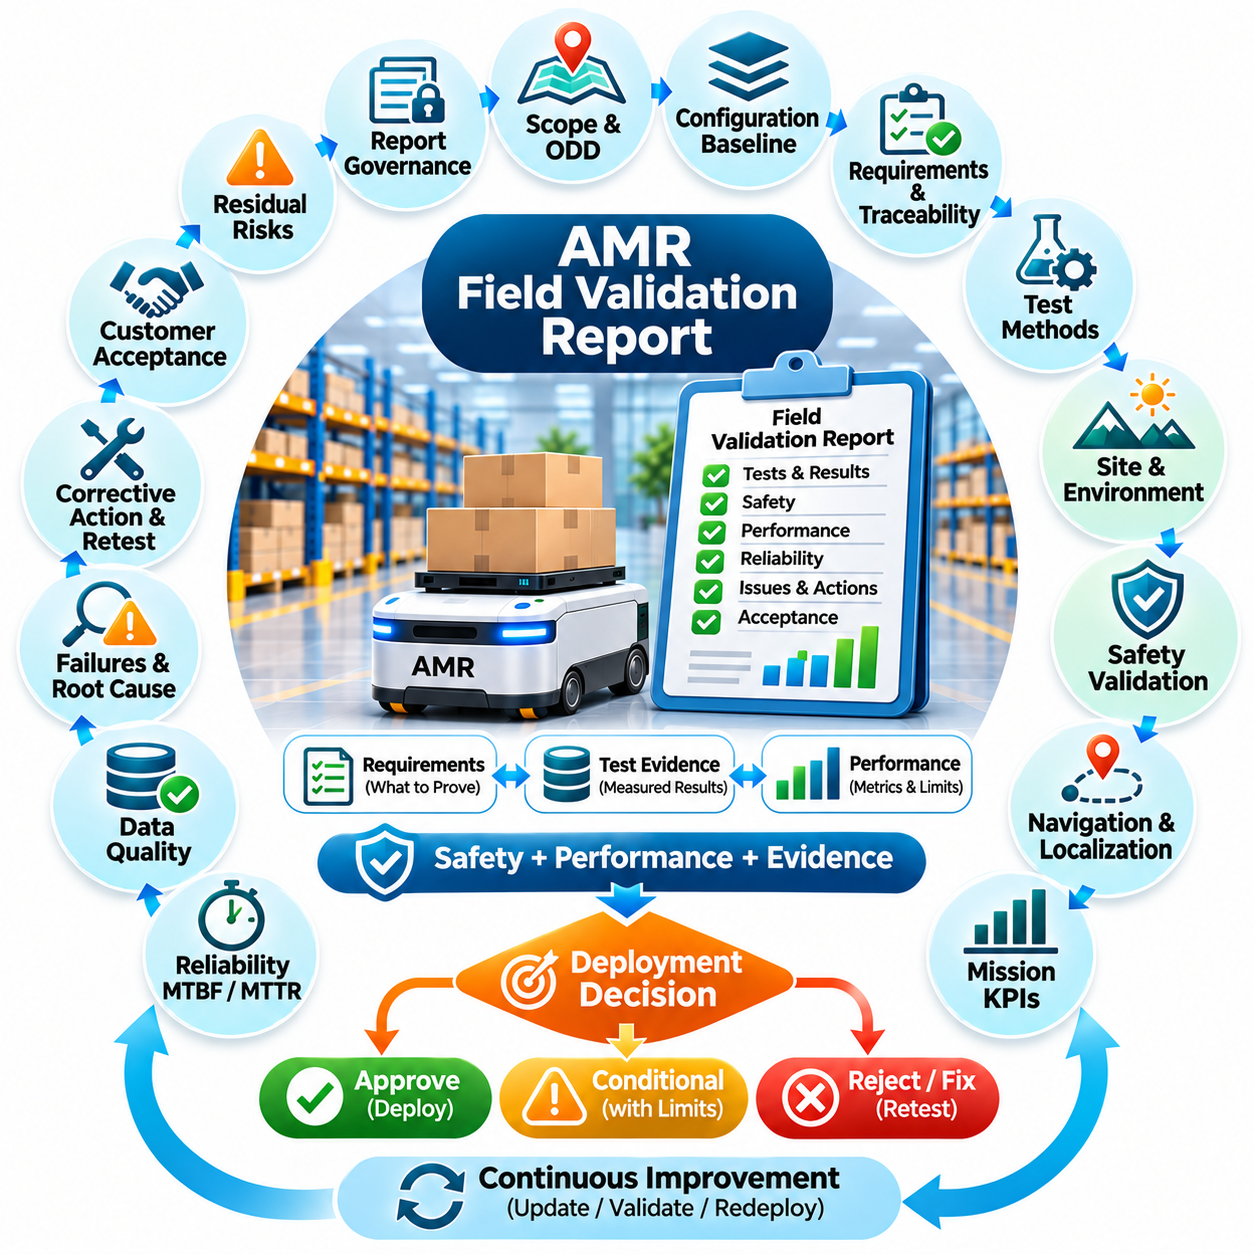 Report
Governance
Scope &
ODD
Configuration
Baseline
Requirements
&
Traceability
Test
Methods
Site &
Environment
Safety
Validation
Navigation &
Localization
Mission
KPIs
Reliability
MTBF / MTTR
Data
Quality
Failures &
Root Cause
Corrective
Action &
Retest
Customer
Acceptance
Residual
Risks
AMR
Field Validation
Report
Field
Validation Report
Tests & Results
Safety
Performance
Reliability
Issues & Actions
Acceptance
AMR
Requirements
(What to Prove)
Test Evidence
(Measured Results)
Performance
(Metrics & Limits)
Safety + Performance + Evidence
Deployment
Decision
Approve
(Deploy)
Conditional
(with Limits)
Reject / Fix
(Retest)
Continuous Improvement
(Update / Validate / Redeploy)